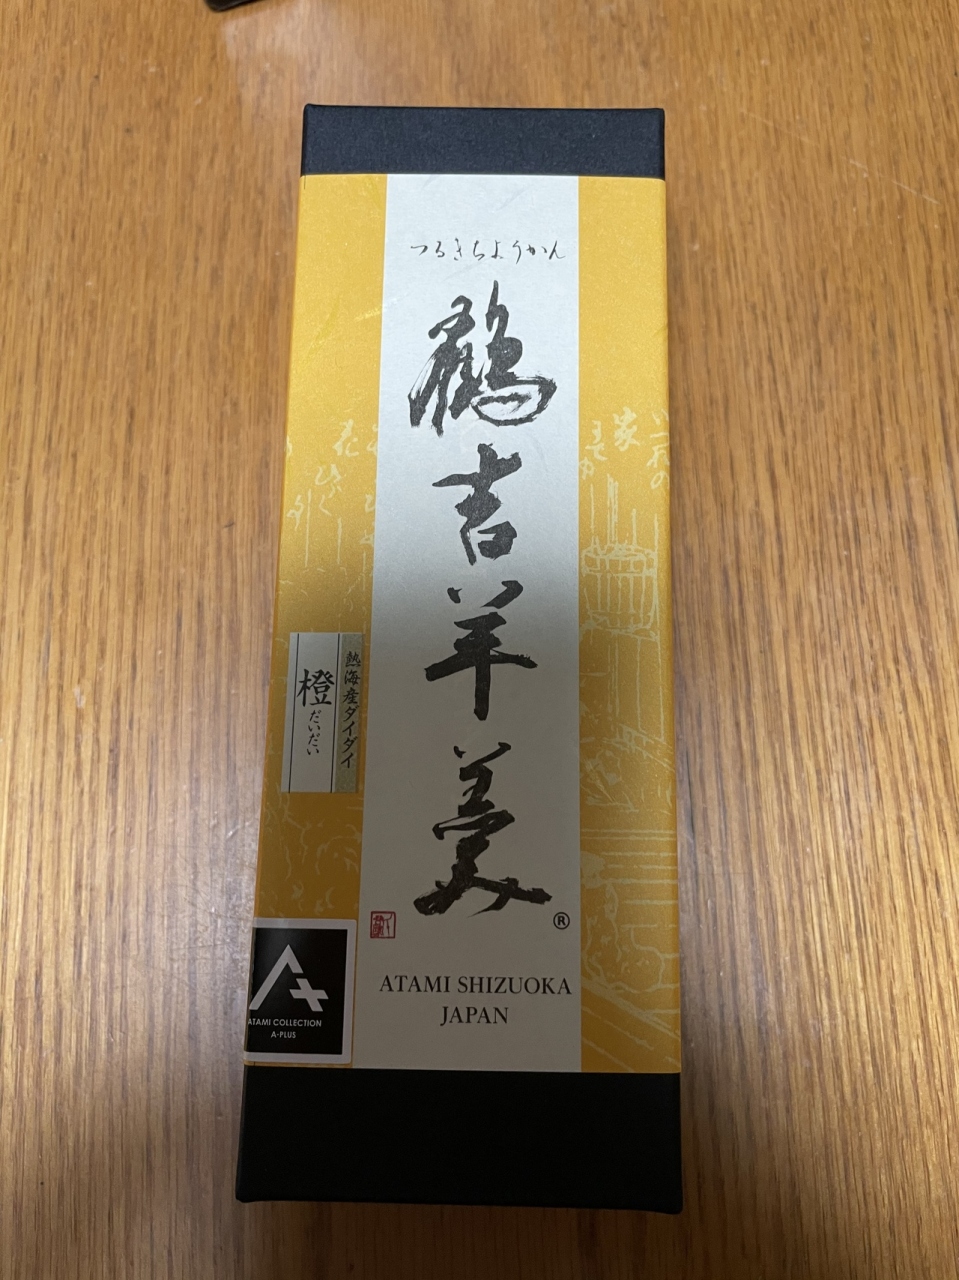 つるきちようかん
鶴吉羊羹
®
ATAMI SHIZUOKA
JAPAN
熱海産ダイダイ
橙
だいだい
A+
ATAMI COLLECTION
A-PLUS